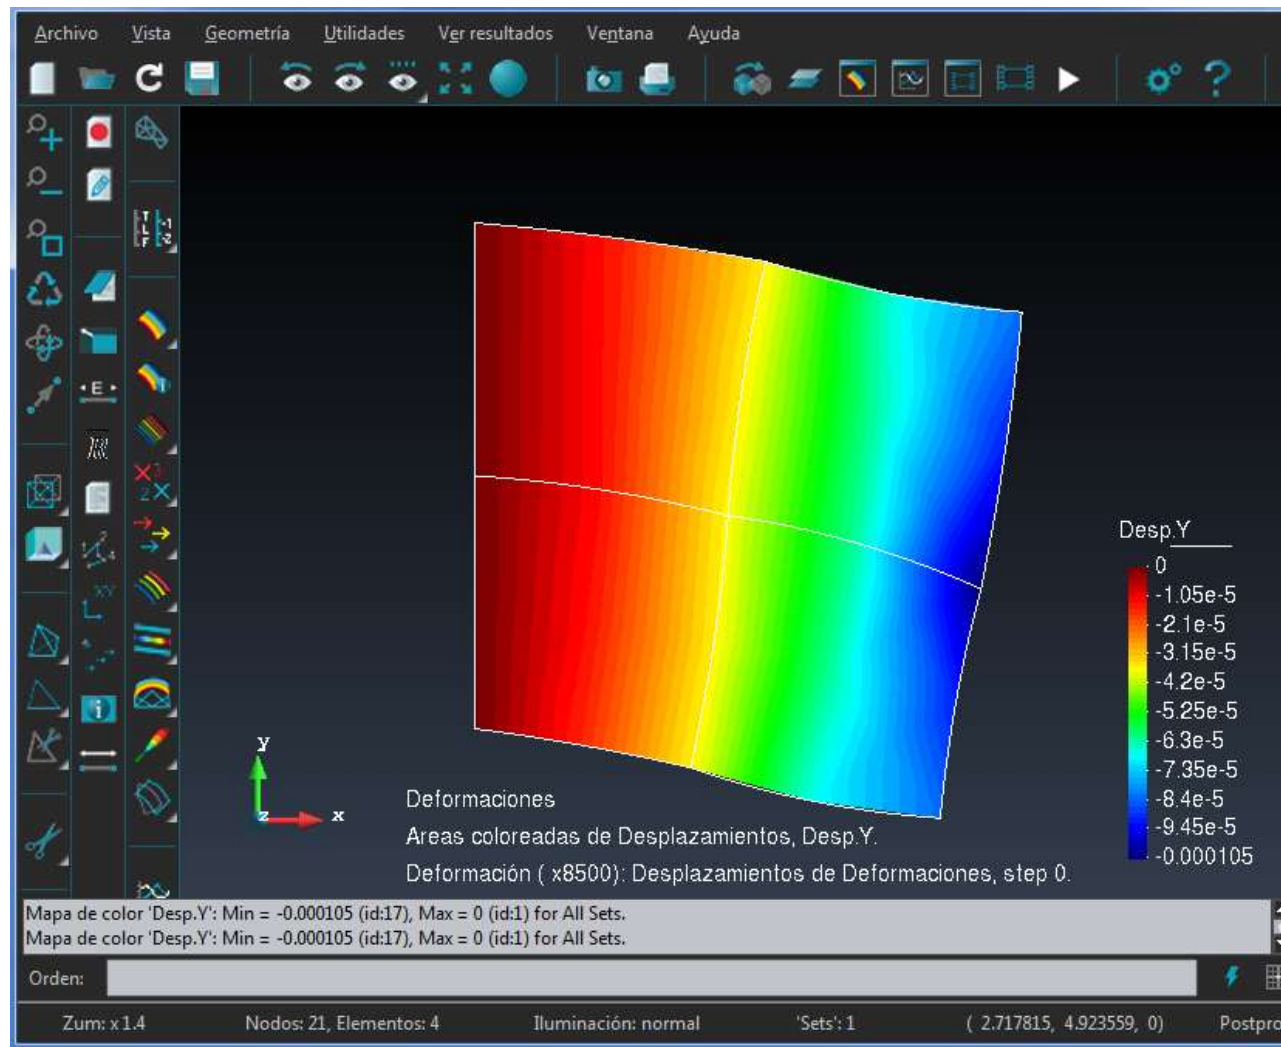 Archivo Vista Geometría Utilidades Ver resultados Ventana Ayuda
E
y
z x
Desp.Y
0
-1.05e-5
-2.1e-5
-3.15e-5
-4.2e-5
-5.25e-5
-6.3e-5
-7.35e-5
-8.4e-5
-9.45e-5
-0.000105
Deformaciones
Areas coloreadas de Desplazamientos, Desp.Y.
Deformación ( x8500): Desplazamientos de Deformaciones, step 0.
Mapa de color 'Desp.Y': Min = -0.000105 (id:17), Max = 0 (id:1) for All Sets.
Mapa de color 'Desp.Y': Min = -0.000105 (id:17), Max = 0 (id:1) for All Sets.
Orden:
Zum: x 1.4 Nodos: 21, Elementos: 4 Iluminación: normal 'Sets': 1 ( 2.717815, 4.923559, 0) Postpro